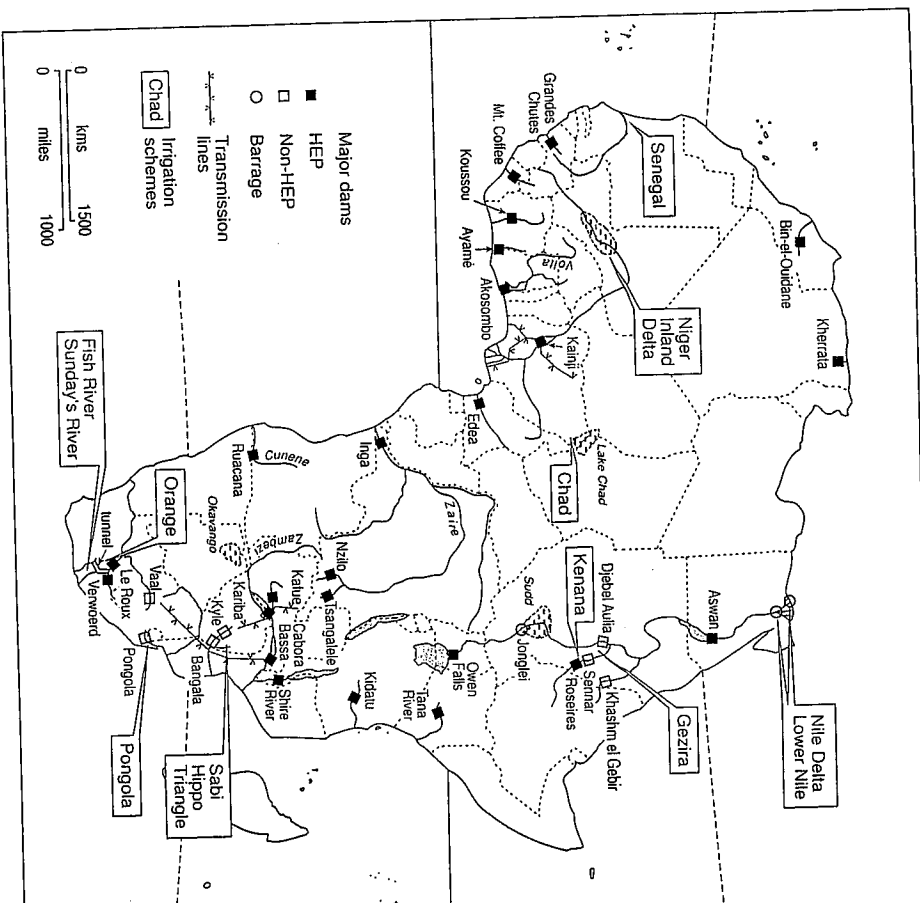 Major dams
HEP
Non-HEP
Barrage
Transmission
lines
Chad
Irrigation
schemes
0
kms
1500
0
miles
1000
Bin-el-Ouidane
Kherrata
Nile Delta
Lower Nile
Aswan
Senegal
Niger
Inland
Delta
Grandes
Chutes
Mt. Coffee
Koussou
Ayamé
Volta
Akosombo
Kainji
Edea
Lake Chad
Chad
Gezira
Khashm el Gebir
Djebel Aulia
Sennar
Kenana
Roseires
Sudd
Jonglei
Owen
Falls
Tana
River
Kidatu
Zaire
Inga
Nzilo
Tsangalele
Cunene
Ruacana
Okavango
Zambezi
Kafue
Kariba
Cabora
Bassa
Shire
River
Kyle
Bangala
Sabi
Hippo
Triangle
Vaal
Pongola
Pongola
Orange
Le Roux
Verwoerd
tunnel
Fish River
Sunday's River